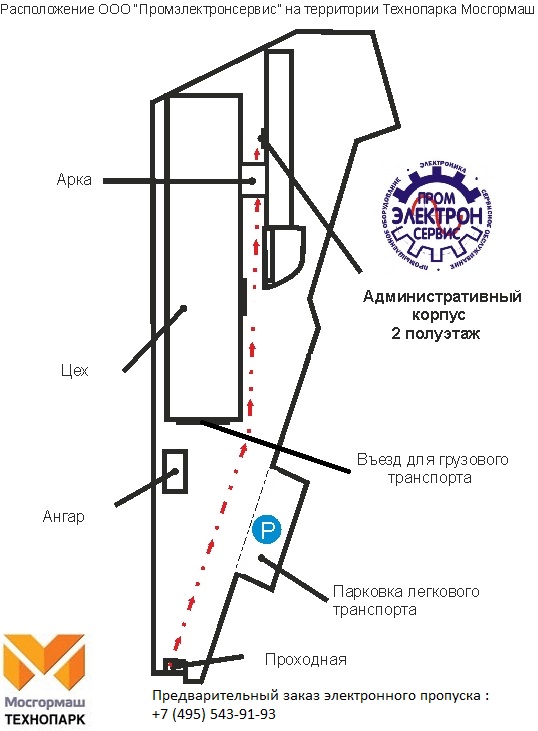 Расположение ООО "Промэлектронсервис" на территории Технопарка Мосгормаш
Арка
ЭЛЕКТРОНИКА
ПРОМЫШЛЕННОЕ ОБОРУДОВАНИЕ
СЕРВИСНОЕ ОБСЛУЖИВАНИЕ
ПРОМ
ЭЛЕКТРОН
СЕРВИС
Административный
корпус
2 полуэтаж
Цех
Въезд для грузового
транспорта
Ангар
P
Парковка легкового
транспорта
Проходная
Мосгормаш
ТЕХНОПАРК
Предварительный заказ электронного пропуска :
+7 (495) 543-91-93